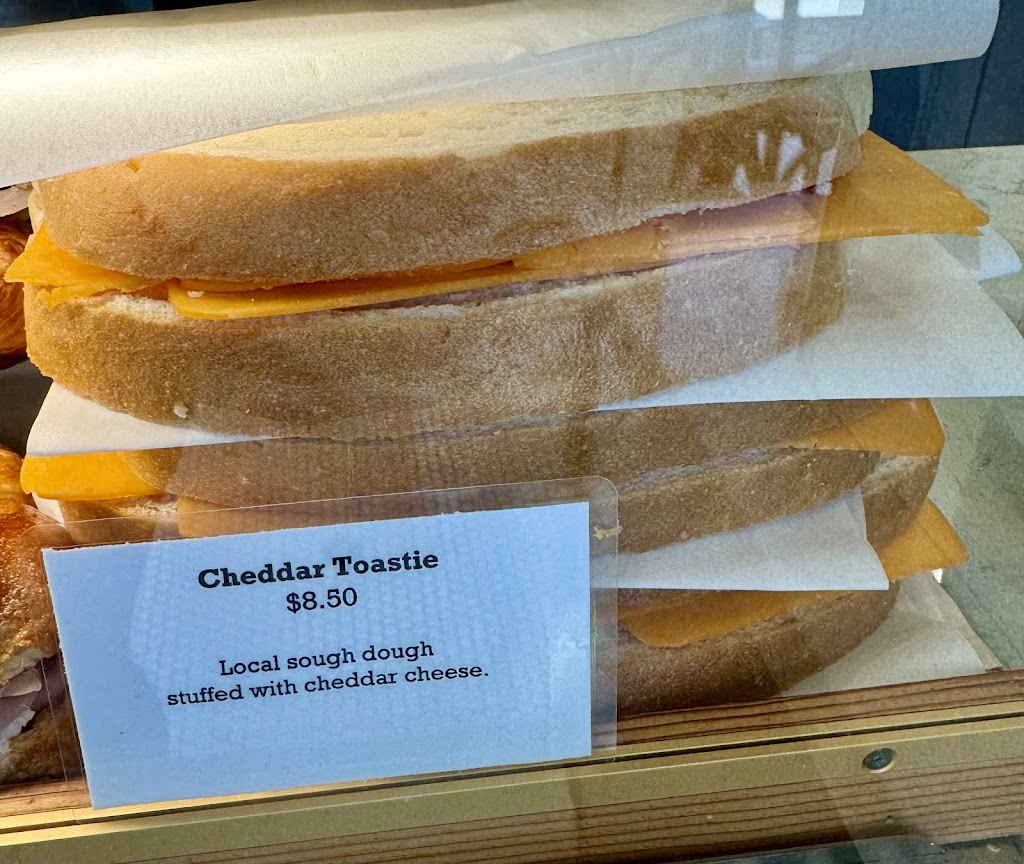 Cheddar Toastie
$8.50
Local sough dough
stuffed with cheddar cheese.